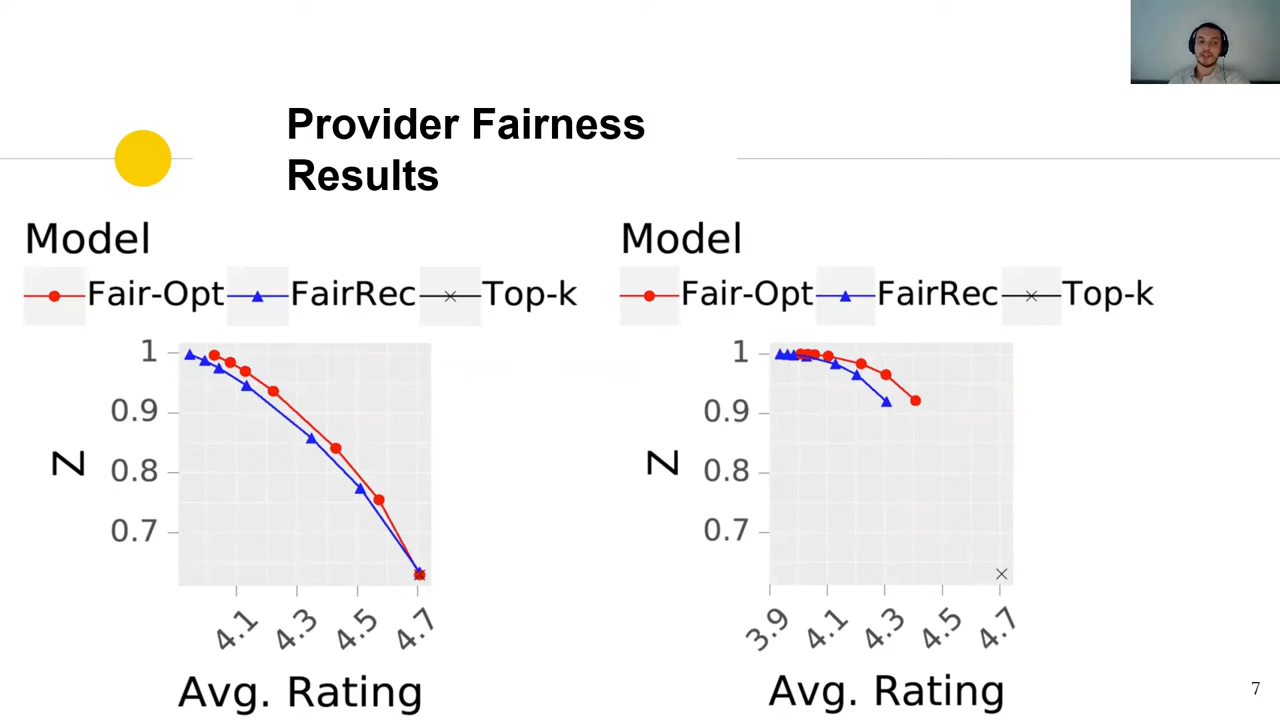 Provider Fairness
Results
Model
Fair-Opt FairRec Top-k
1
0.9
0.8
0.7
Z
4.1 4.3 4.5 4.7
Avg. Rating
Model
Fair-Opt FairRec Top-k
1
0.9
0.8
0.7
Z
3.9 4.1 4.3 4.5 4.7
Avg. Rating
7